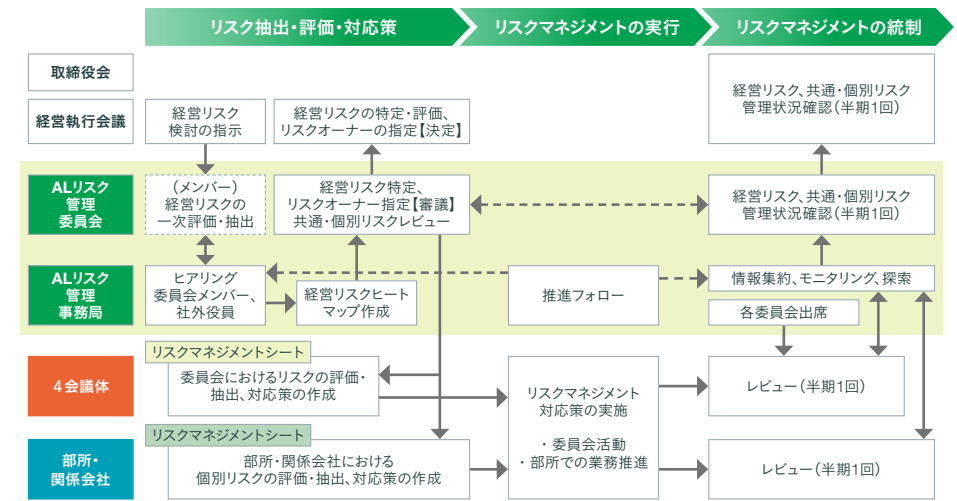 リスク抽出・評価・対応策
リスクマネジメントの実行
リスクマネジメントの統制
取締役会
経営執行会議
経営リスク
検討の指示
経営リスクの特定・評価、
リスクオーナーの指定【決定】
経営リスク、共通・個別リスク
管理状況確認（半期1回）
ALリスク
管理
委員会
（メンバー）
経営リスクの
一次評価・抽出
経営リスク特定、
リスクオーナー指定【審議】
共通・個別リスクレビュー
経営リスク、共通・個別リスク
管理状況確認（半期1回）
ALリスク
管理
事務局
ヒアリング
委員会メンバー、
社外役員
経営リスクヒート
マップ作成
推進フォロー
情報集約、モニタリング、探索
各委員会出席
4会議体
リスクマネジメントシート
委員会におけるリスクの評価・
抽出、対応策の作成
リスクマネジメント
対応策の実施
・委員会活動
・部所での業務推進
レビュー（半期1回）
部所・
関係会社
リスクマネジメントシート
部所・関係会社における
個別リスクの評価・抽出、対応策の作成
レビュー（半期1回）